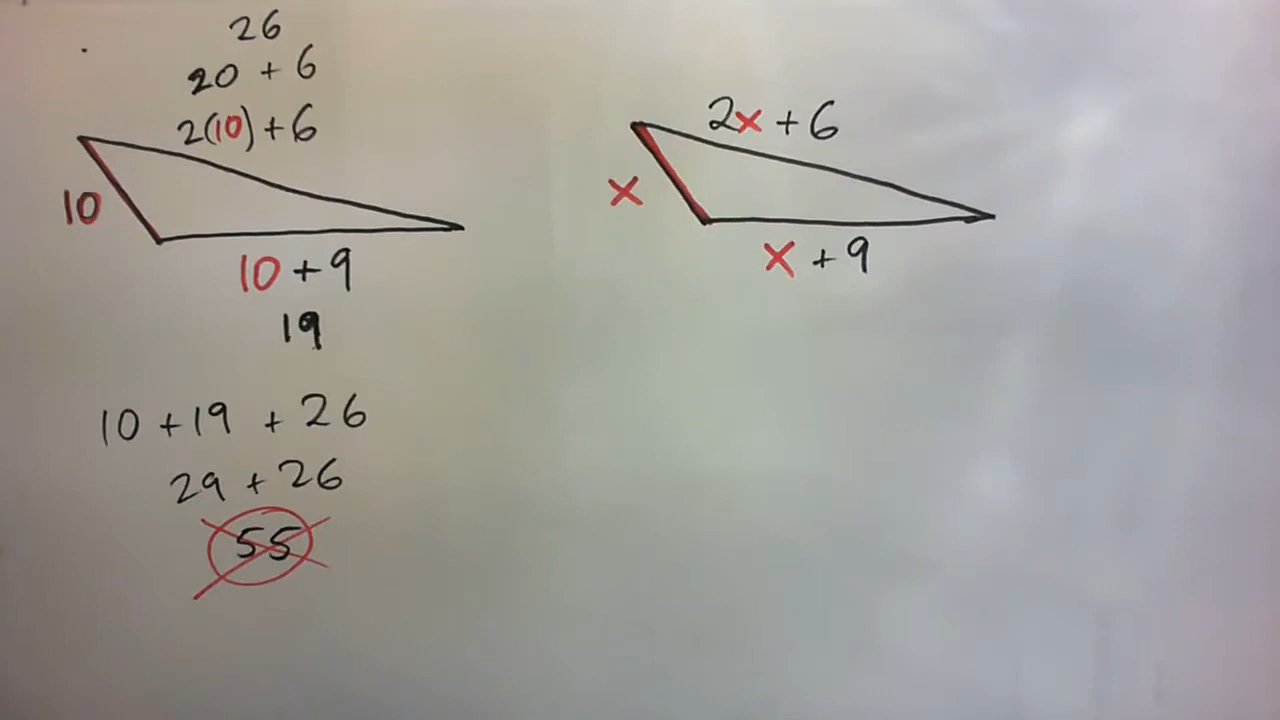 26
20 + 6
2(10) + 6
10
10 + 9
19
10 + 19 + 26
29 + 26
55
2x + 6
x
x + 9